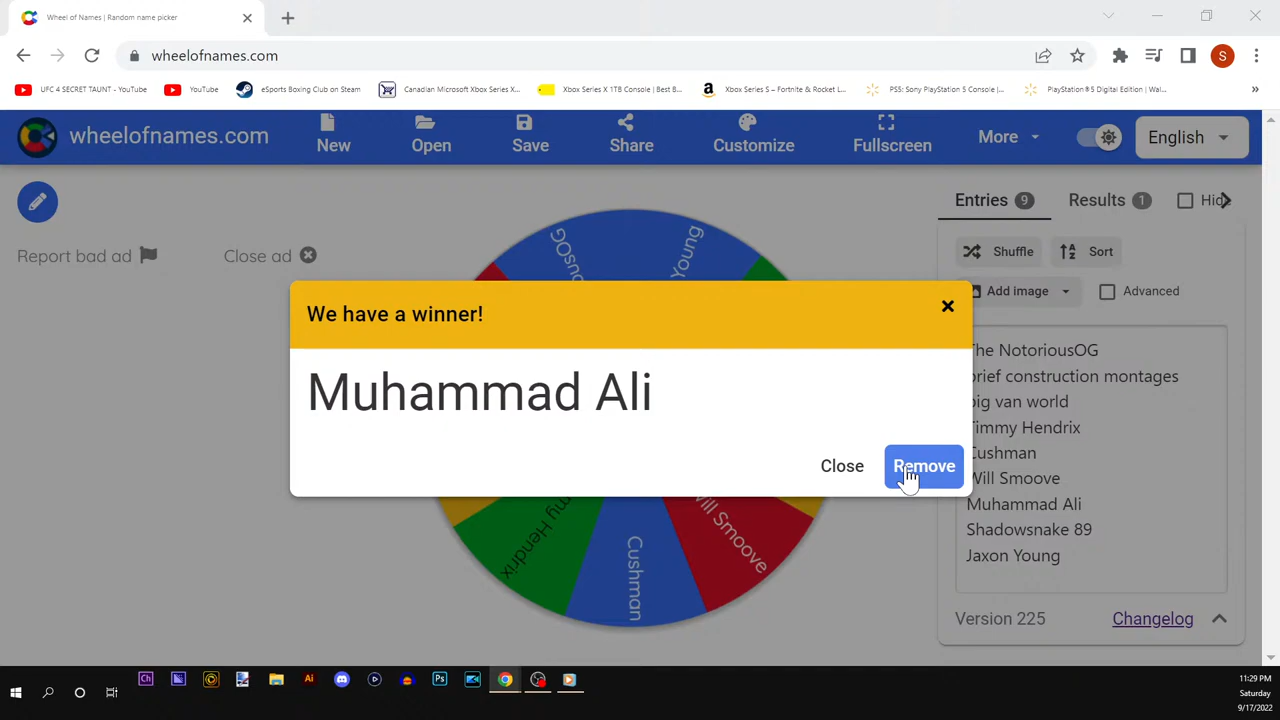 Wheel of Names | Random name picker
wheelofnames.com
S
UFC 4 SECRET TAUNT - YouTube
YouTube
eSports Boxing Club on Steam
Canadian Microsoft Xbox Series X...
Xbox Series X 1TB Console | Best B...
Xbox Series S – Fortnite & Rocket L...
PS5: Sony PlayStation 5 Console |...
PlayStation®5 Digital Edition | Wal...
wheelofnames.com
New
Open
Save
Share
Customize
Fullscreen
More
English
Report bad ad
Close ad
Young
Entries 9
Results 1
Shuffle
Sort
Add image
Advanced
We have a winner!
Muhammad Ali
Close
Remove
The NotoriousOG
brief construction montages
big van world
Timmy Hendrix
Cushman
Will Smoove
Muhammad Ali
Shadowsnake 89
Jaxon Young
my Hendrix
Cushman
Will Smoove
Version 225
Changelog
Ch
Ai
Ps
11:29 PM
Saturday
9/17/2022